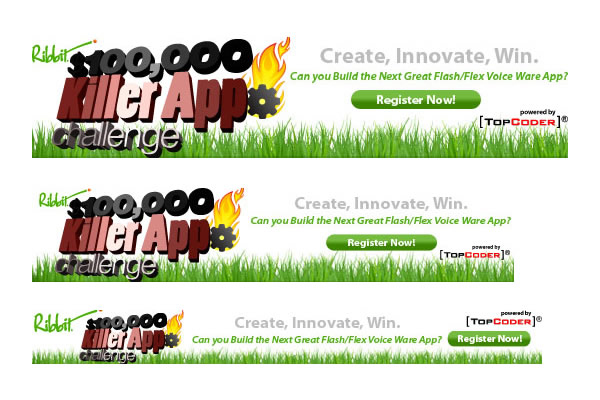 Ribbit
$100,000
Killer App
challenge
Create, Innovate, Win.
Can you Build the Next Great Flash/Flex Voice Ware App?
Register Now!
powered by
[TOPCODER]®
Ribbit
$100,000
Killer App
challenge
Create, Innovate, Win.
Can you Build the Next Great Flash/Flex Voice Ware App?
Register Now!
powered by
[TOPCODER]®
Ribbit
$100,000
Killer App
challenge
Create, Innovate, Win.
Can you Build the Next Great Flash/Flex Voice Ware App?
powered by
[TOPCODER]®
Register Now!